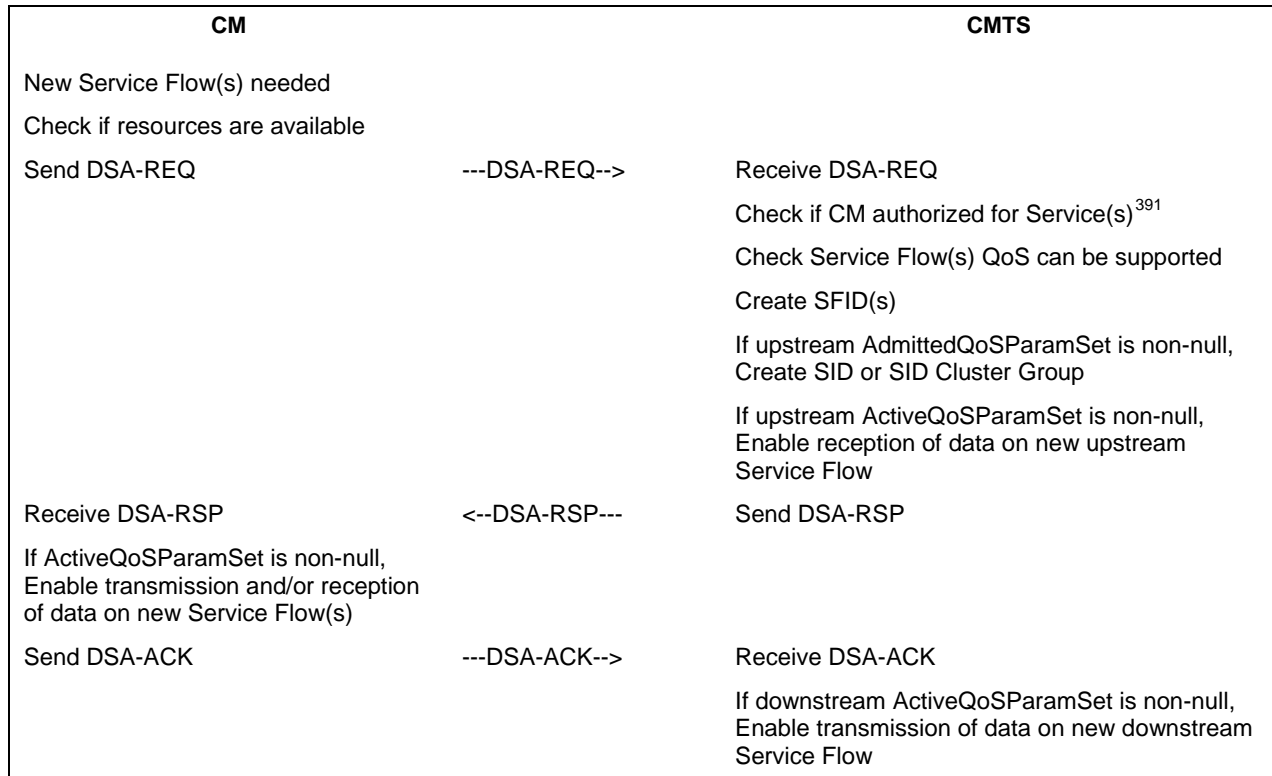 CM CMTS
New Service Flow(s) needed
Check if resources are available
Send DSA-REQ ---DSA-REQ--> Receive DSA-REQ
Check if CM authorized for Service(s)391
Check Service Flow(s) QoS can be supported
Create SFID(s)
If upstream AdmittedQoSParamSet is non-null,
Create SID or SID Cluster Group
If upstream ActiveQoSParamSet is non-null,
Enable reception of data on new upstream
Service Flow
Receive DSA-RSP <--DSA-RSP--- Send DSA-RSP
If ActiveQoSParamSet is non-null,
Enable transmission and/or reception
of data on new Service Flow(s)
Send DSA-ACK ---DSA-ACK--> Receive DSA-ACK
If downstream ActiveQoSParamSet is non-null,
Enable transmission of data on new downstream
Service Flow